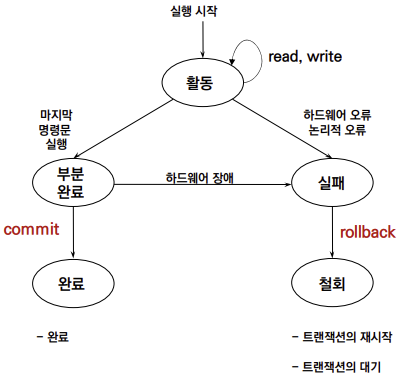 실행 시작
read, write
활동
마지막
명령문
실행
하드웨어 오류
논리적 오류
부분
완료
하드웨어 장애
실패
commit
rollback
완료
철회
- 완료
- 트랜잭션의 재시작
- 트랜잭션의 대기